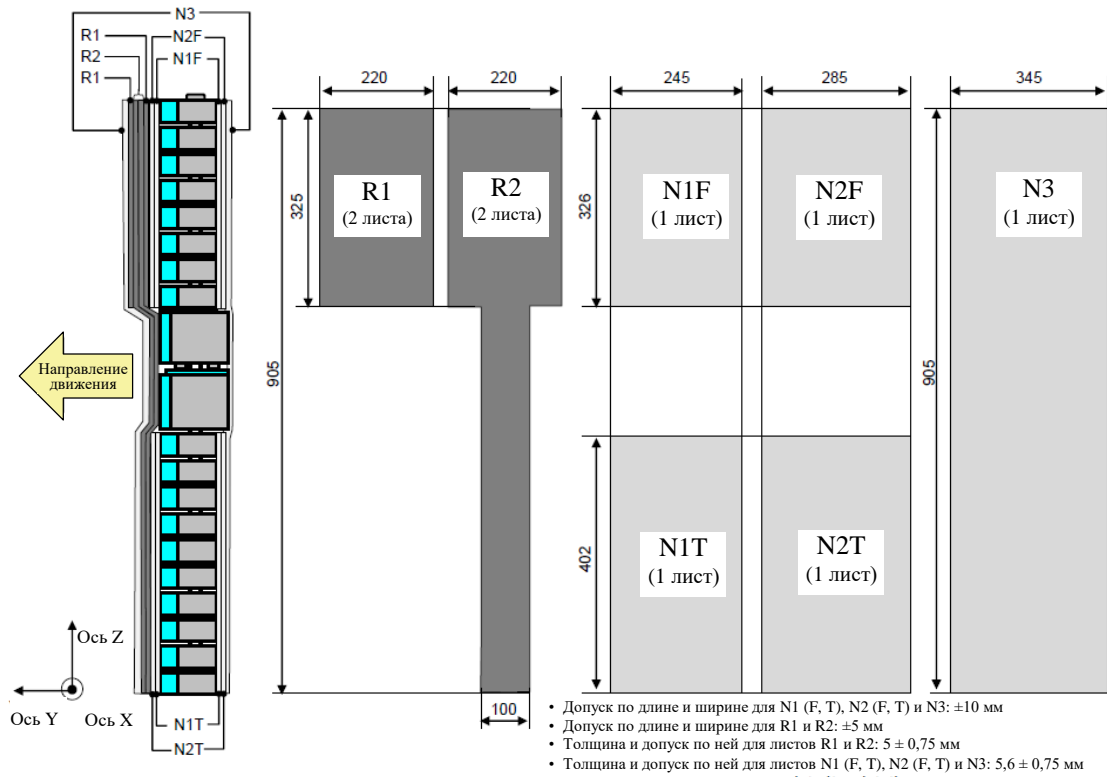 N3
R1
N2F
R2
N1F
R1
220
220
245
285
345
R1
(2 листа)
R2
(2 листа)
N1F
(1 лист)
N2F
(1 лист)
N3
(1 лист)
325
326
905
905
Направление
движения
N1T
(1 лист)
N2T
(1 лист)
402
Ось Z
Ось Y
Ось X
N1T
N2T
100
• Допуск по длине и ширине для N1 (F, T), N2 (F, T) и N3: ±10 мм
• Допуск по длине и ширине для R1 и R2: ±5 мм
• Толщина и допуск по ней для листов R1 и R2: 5 ± 0,75 мм
• Толщина и допуск по ней для листов N1 (F, T), N2 (F, T) и N3: 5,6 ± 0,75 мм